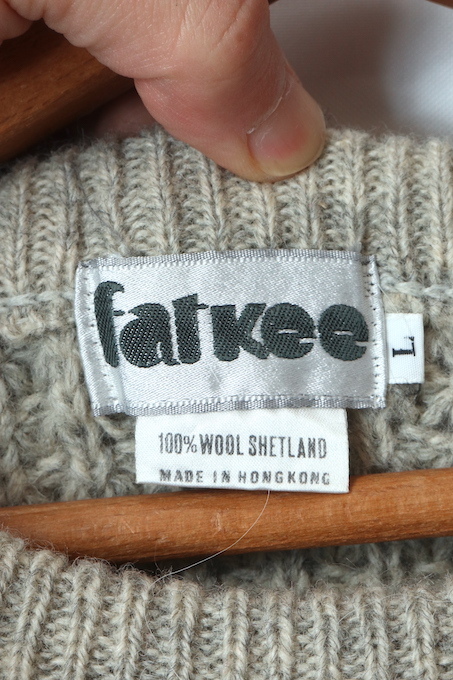 fatkee
L
100% WOOL SHETLAND
MADE IN HONGKONG